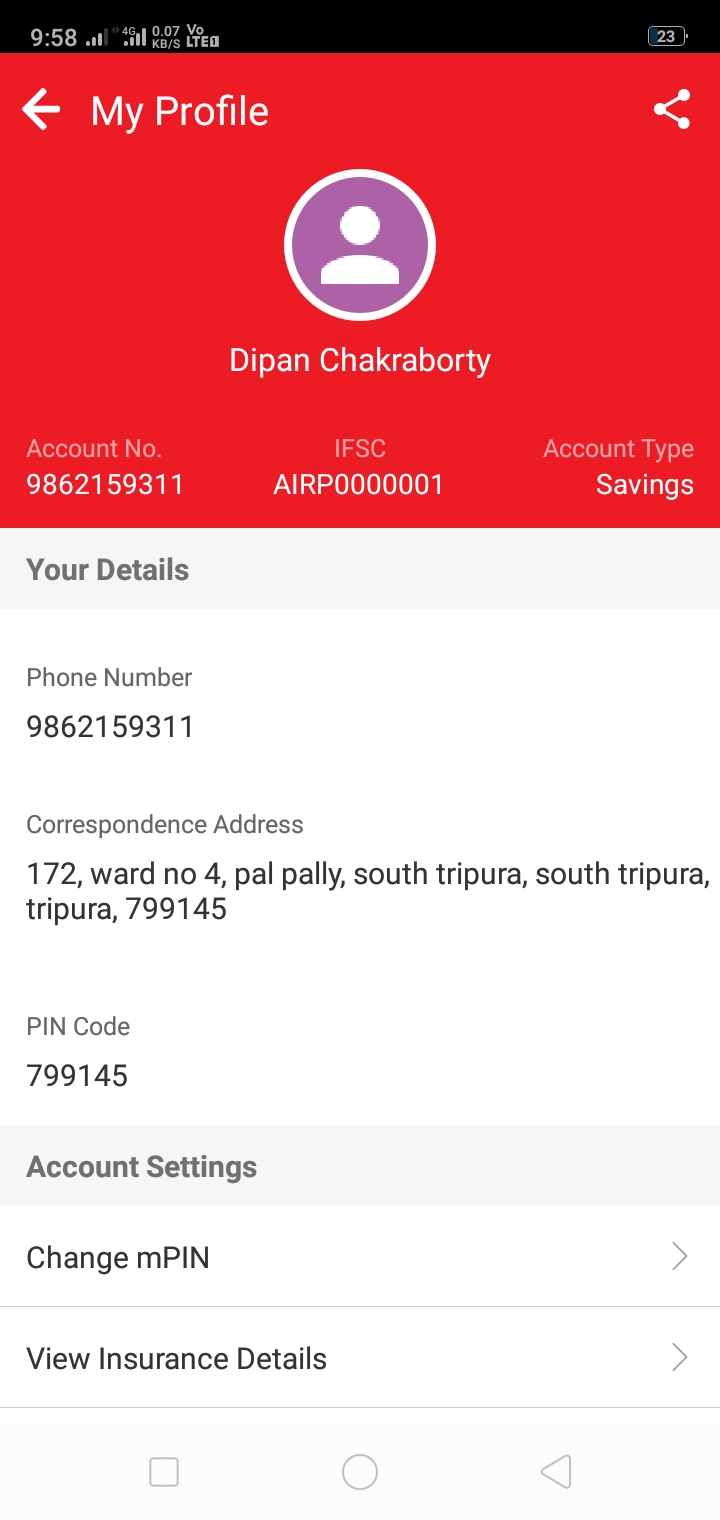 9:58 4G 0.07 KB/S Vo LTE 1 23
My Profile
Dipan Chakraborty
Account No. IFSC Account Type
9862159311 AIRP0000001 Savings
Your Details
Phone Number
9862159311
Correspondence Address
172, ward no 4, pal pally, south tripura, south tripura,
tripura, 799145
PIN Code
799145
Account Settings
Change mPIN
View Insurance Details